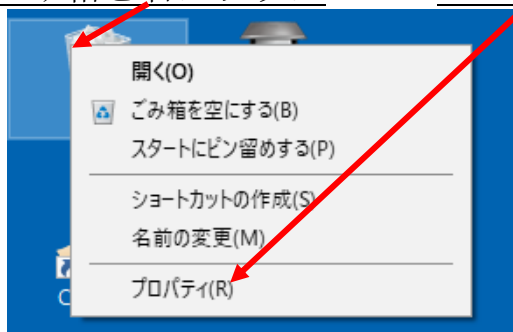 開く(O)
ごみ箱を空にする(B)
スタートにピン留めする(P)
ショートカットの作成(S)
名前の変更(M)
プロパティ(R)